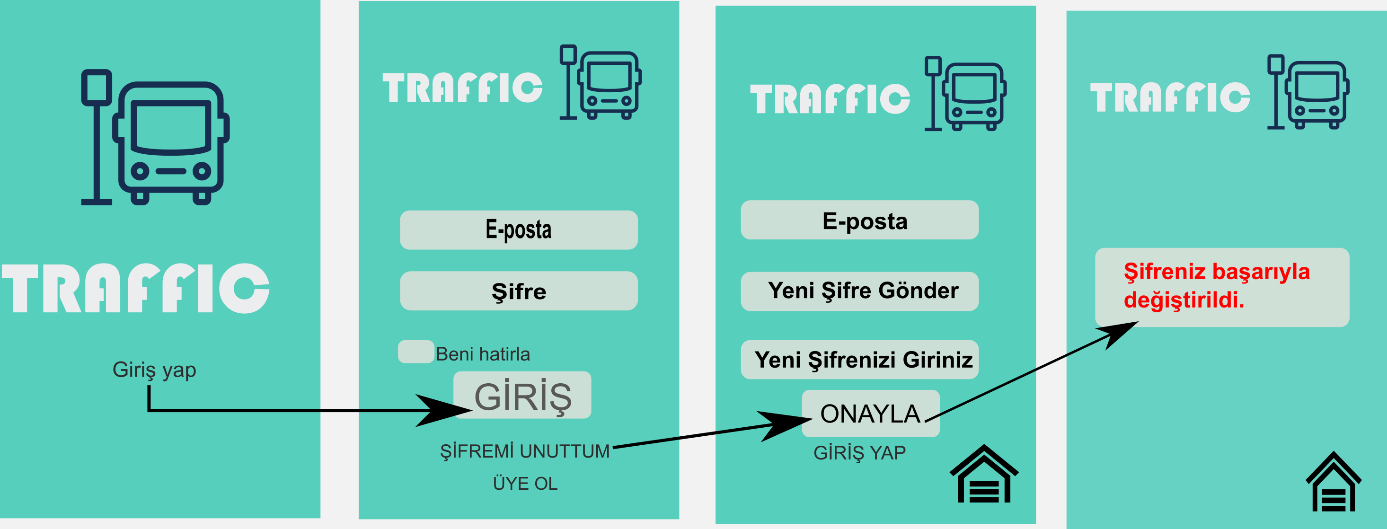 TRAFFIC
Giriş yap
TRAFFIC
E-posta
Şifre
Beni hatirla
GİRİŞ
ŞİFREMİ UNUTTUM
ÜYE OL
TRAFFIC
E-posta
Yeni Şifre Gönder
Yeni Şifrenizi Giriniz
ONAYLA
GİRİŞ YAP
TRAFFIC
Şifreniz başarıyla
değiştirildi.